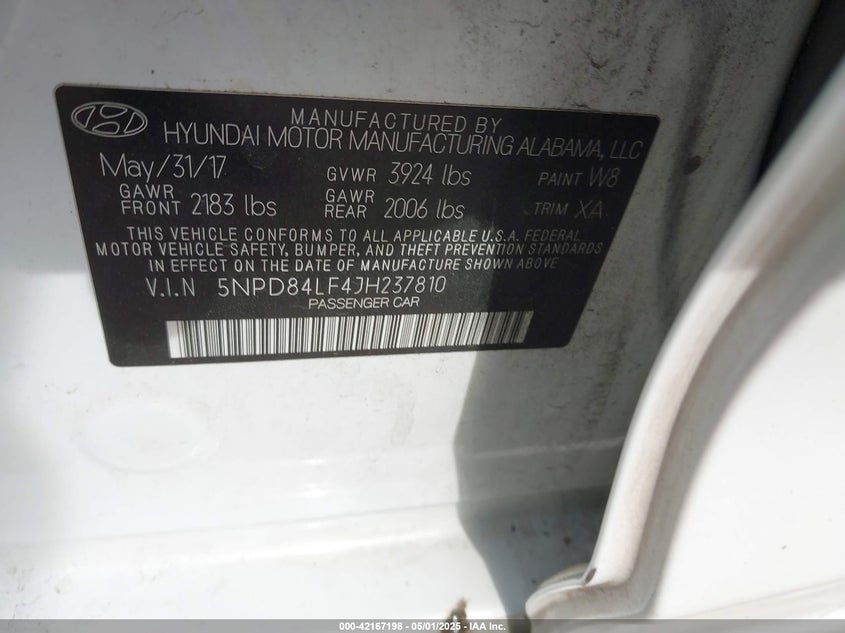 MANUFACTURED BY
HYUNDAI MOTOR MANUFACTURING ALABAMA, LLC
May/31/17 GVWR 3924 lbs PAINT W8
GAWR FRONT 2183 lbs GAWR REAR 2006 lbs TRIM XA
THIS VEHICLE CONFORMS TO ALL APPLICABLE U.S.A. FEDERAL
MOTOR VEHICLE SAFETY, BUMPER, AND THEFT PREVENTION STANDARDS
IN EFFECT ON THE DATE OF MANUFACTURE SHOWN ABOVE
V.I.N 5NPD84LF4JH237810
PASSENGER CAR
000-42167198 - 05/01/2025 - IAA Inc.